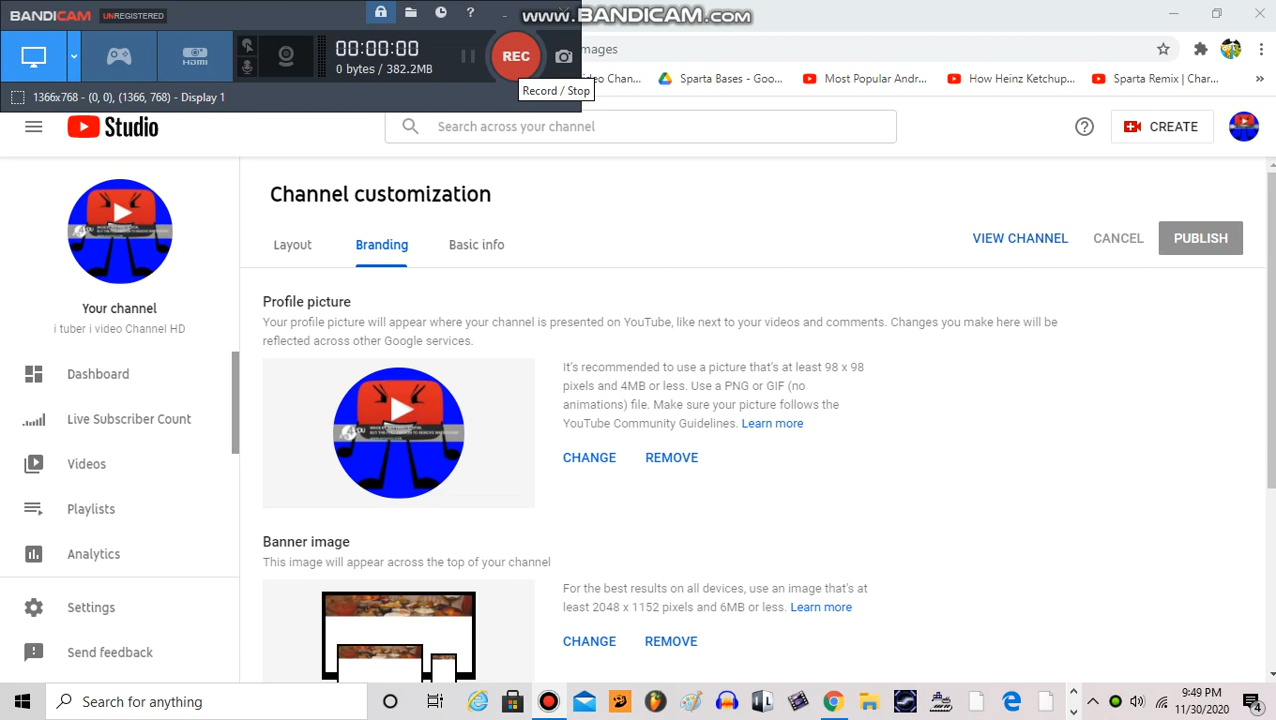 BANDICAM UNREGISTERED
www.BANDICAM.com
00:00:00
0 bytes / 382.2MB
HDMI
REC
Record / Stop
1366x768 - (0, 0), (1366, 768) - Display 1
mages
ideo Chan...
Sparta Bases - Goo...
Most Popular Andr...
How Heinz Ketchup...
Sparta Remix | Char...
Studio
Search across your channel
CREATE
Channel customization
Layout
Branding
Basic info
VIEW CHANNEL
CANCEL
PUBLISH
Your channel
i tuber i video Channel HD
Dashboard
Live Subscriber Count
Videos
Playlists
Analytics
Settings
Send feedback
Profile picture
Your profile picture will appear where your channel is presented on YouTube, like next to your videos and comments. Changes you make here will be
reflected across other Google services.
It's recommended to use a picture that's at least 98 x 98
pixels and 4MB or less. Use a PNG or GIF (no
animations) file. Make sure your picture follows the
YouTube Community Guidelines. Learn more
CHANGE
REMOVE
Banner image
This image will appear across the top of your channel
For the best results on all devices, use an image that's at
least 2048 x 1152 pixels and 6MB or less. Learn more
CHANGE
REMOVE
Search for anything
9:49 PM
11/30/2020
4